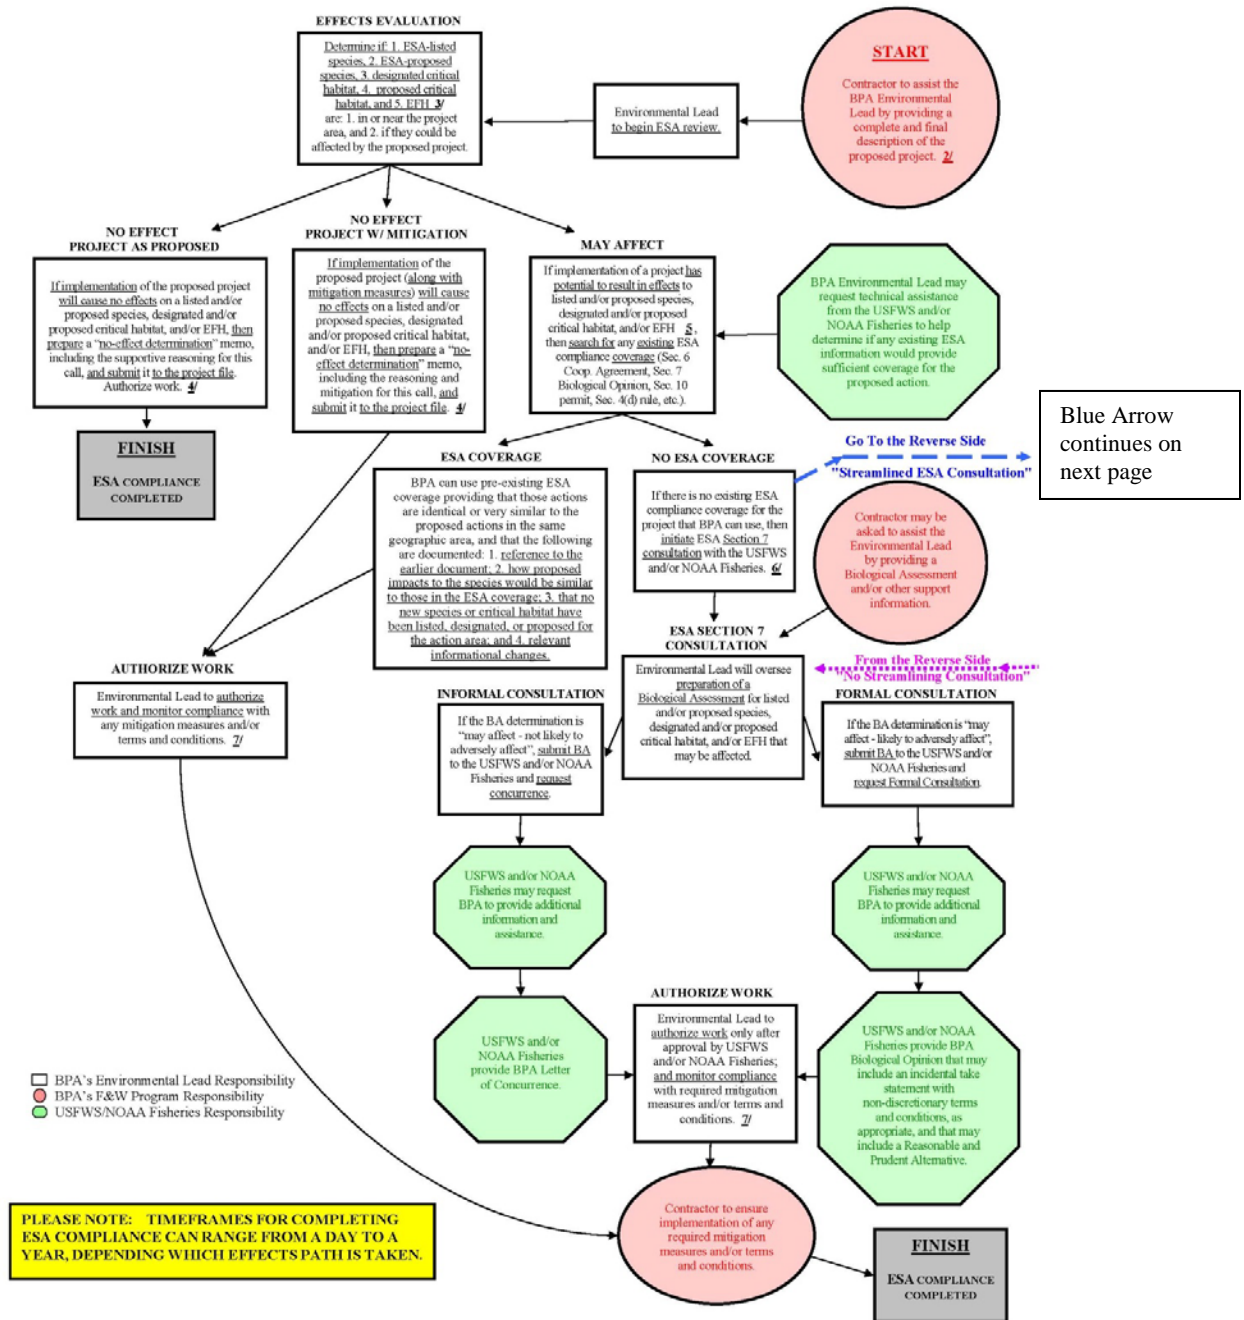 EFFECTS EVALUATION
Determine if: 1. ESA-listed
species, 2. ESA-proposed
species, 3. designated critical
habitat, 4. proposed critical
habitat, and 5. EFH 3/
are: 1. in or near the project
area, and 2. if they could be
affected by the proposed project.
Environmental Lead
to begin ESA review.
START
Contractor to assist the
BPA Environmental
Lead by providing a
complete and final
description of the
proposed project. 2/
NO EFFECT
PROJECT AS PROPOSED
If implementation of the proposed project
will cause no effects on a listed and/or
proposed species, designated and/or
proposed critical habitat, and/or EFH, then
prepare a “no-effect determination” memo,
including the supportive reasoning for this
call, and submit it to the project file.
Authorize work. 4/
FINISH
ESA COMPLIANCE
COMPLETED
NO EFFECT
PROJECT W/ MITIGATION
If implementation of the
proposed project (along with
mitigation measures) will cause
no effects on a listed and/or
proposed species, designated
and/or proposed critical habitat,
and/or EFH, then prepare a “no-
effect determination” memo,
including the reasoning and
mitigation for this call, and
submit it to the project file. 4/
MAY AFFECT
If implementation of a project has
potential to result in effects to
listed and/or proposed species,
designated and/or proposed
critical habitat, and/or EFH 5 ,
then search for any existing ESA
compliance coverage (Sec. 6
Coop. Agreement, Sec. 7
Biological Opinion, Sec. 10
permit, Sec. 4(d) rule, etc.).
BPA Environmental Lead may
request technical assistance
from the USFWS and/or
NOAA Fisheries to help
determine if any existing ESA
information would provide
sufficient coverage for the
proposed action.
Blue Arrow
continues on
next page
Go To the Reverse Side
"Streamlined ESA Consultation"
ESA COVERAGE
BPA can use pre-existing ESA
coverage providing that those actions
are identical or very similar to the
proposed actions in the same
geographic area, and that the following
are documented: 1. reference to the
earlier document; 2. how proposed
impacts to the species would be similar
to those in the ESA coverage; 3. that no
new species or critical habitat have
been listed, designated, or proposed for
the action area; and 4. relevant
informational changes.
NO ESA COVERAGE
If there is no existing ESA
compliance coverage for the
project that BPA can use, then
initiate ESA Section 7
consultation with the USFWS
and/or NOAA Fisheries. 6/
Contractor may be
asked to assist the
Environmental Lead
by providing a
Biological Assessment
and/or other support
information.
ESA SECTION 7
CONSULTATION
Environmental Lead will oversee
preparation of a
Biological Assessment for listed
and/or proposed species,
designated and/or proposed
critical habitat, and/or EFH that
may be affected.
From the Reverse Side
"No Streamlining Consultation"
AUTHORIZE WORK
Environmental Lead to authorize
work and monitor compliance with
any mitigation measures and/or
terms and conditions. 7/
INFORMAL CONSULTATION
If the BA determination is
“may affect - not likely to
adversely affect”, submit BA
to the USFWS and/or NOAA
Fisheries and request
concurrence.
FORMAL CONSULTATION
If the BA determination is “may
affect - likely to adversely affect”,
submit BA to the USFWS and/or
NOAA Fisheries and
request Formal Consultation.
USFWS and/or NOAA
Fisheries may request
BPA to provide additional
information and
assistance.
USFWS and/or NOAA
Fisheries may request
BPA to provide additional
information and
assistance.
USFWS and/or
NOAA Fisheries
provide BPA Letter
of Concurrence.
AUTHORIZE WORK
Environmental Lead to
authorize work only after
approval by USFWS
and/or NOAA Fisheries;
and monitor compliance
with required mitigation
measures and/or terms and
conditions. 7/
USFWS and/or NOAA
Fisheries provide BPA
Biological Opinion that may
include an incidental take
statement with
non-discretionary terms
and conditions, as
appropriate, and that may
include a Reasonable and
Prudent Alternative.
BPA's Environmental Lead Responsibility
BPA's F&W Program Responsibility
USFWS/NOAA Fisheries Responsibility
PLEASE NOTE: TIMEFRAMES FOR COMPLETING
ESA COMPLIANCE CAN RANGE FROM A DAY TO A
YEAR, DEPENDING WHICH EFFECTS PATH IS TAKEN.
Contractor to ensure
implementation of any
required mitigation
measures and/or terms
and conditions.
FINISH
ESA COMPLIANCE
COMPLETED